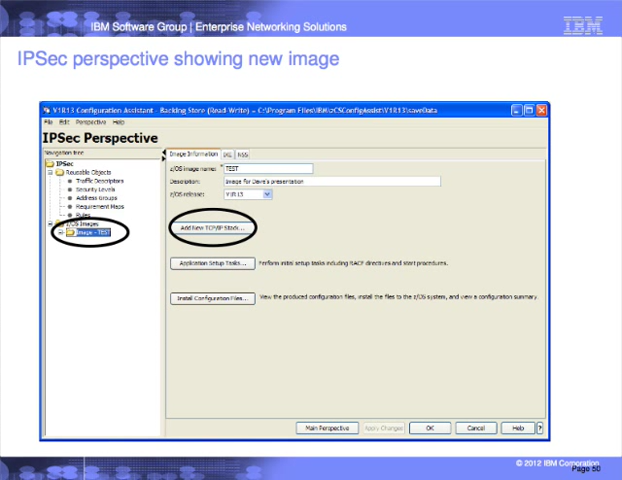 IBM Software Group | Enterprise Networking Solutions
IBM
IPSec perspective showing new image
V1R13 Configuration Assistant - Backing Store (Read-Write) = C:\Program Files\IBM\zCSConfigAssist\V1R13\saveData
File Edit Perspective Help
IPSec Perspective
Navigation tree
IPSec
Reusable Objects
Traffic Descriptors
Security Levels
Address Groups
Requirement Maps
Rules
z/OS Images
Image - TEST
Image Information
NSS
z/OS image name: TEST
Description: Image for Dave's presentation
z/OS release: V1R13
Add New TCP/IP Stack...
Application Setup Tasks... Perform initial setup tasks including RACF directives and start procedures.
Install Configuration Files... View the produced configuration files, install the files to the z/OS system, and view a configuration summary.
Main Perspective Apply Changes OK Cancel Help ?
© 2012 IBM Corporation
Page 50